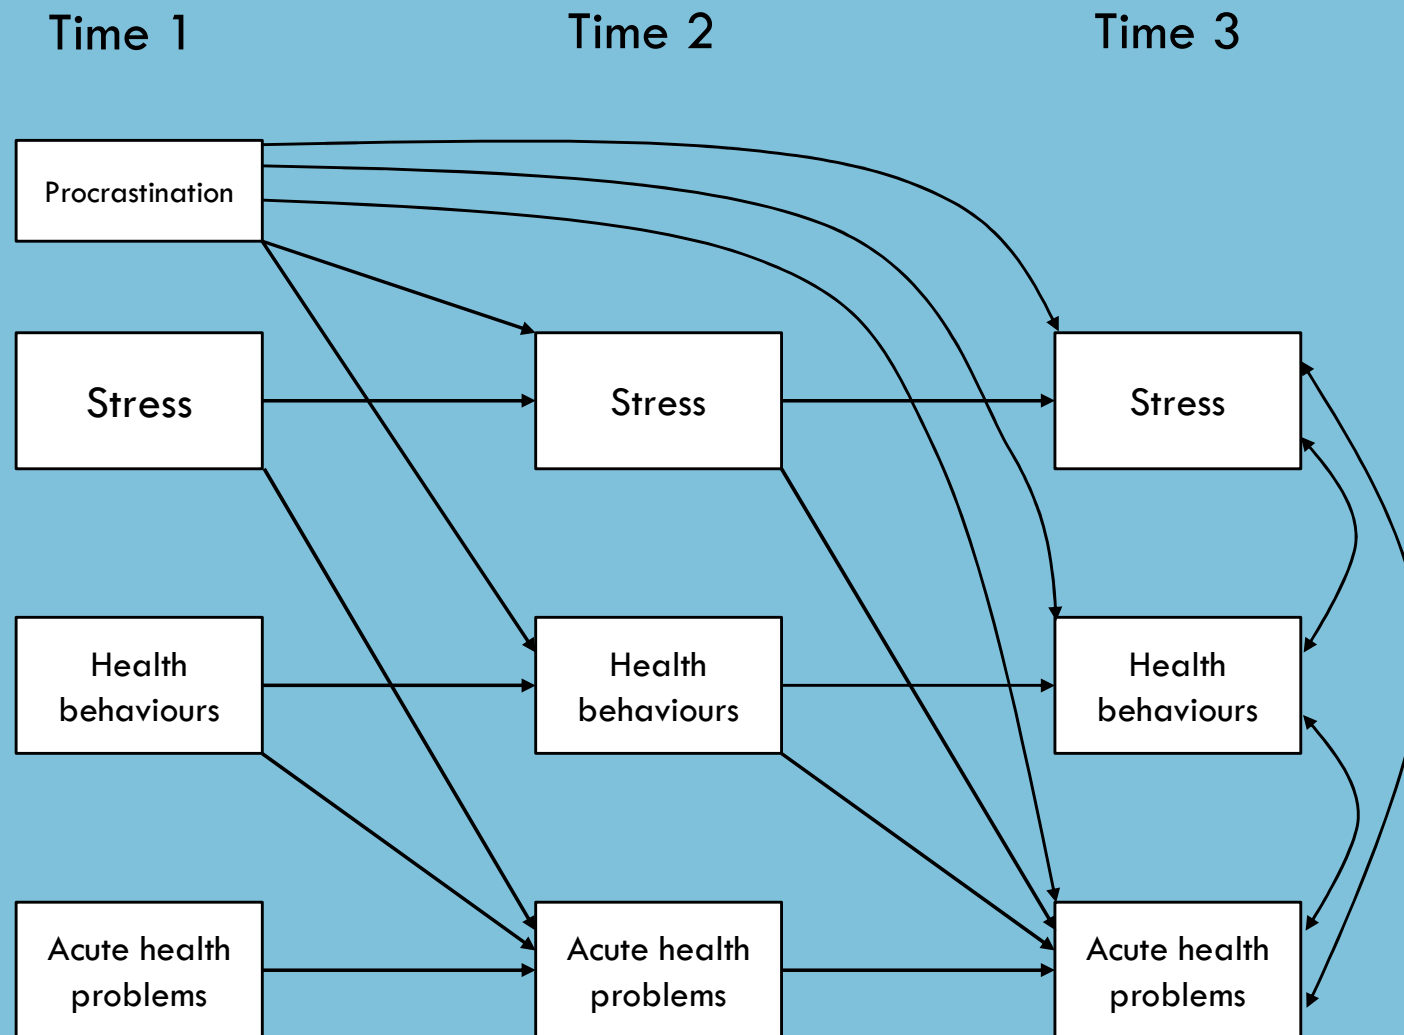 Time 1
Time 2
Time 3
Procrastination
Stress
Stress
Stress
Health
behaviours
Health
behaviours
Health
behaviours
Acute health
problems
Acute health
problems
Acute health
problems